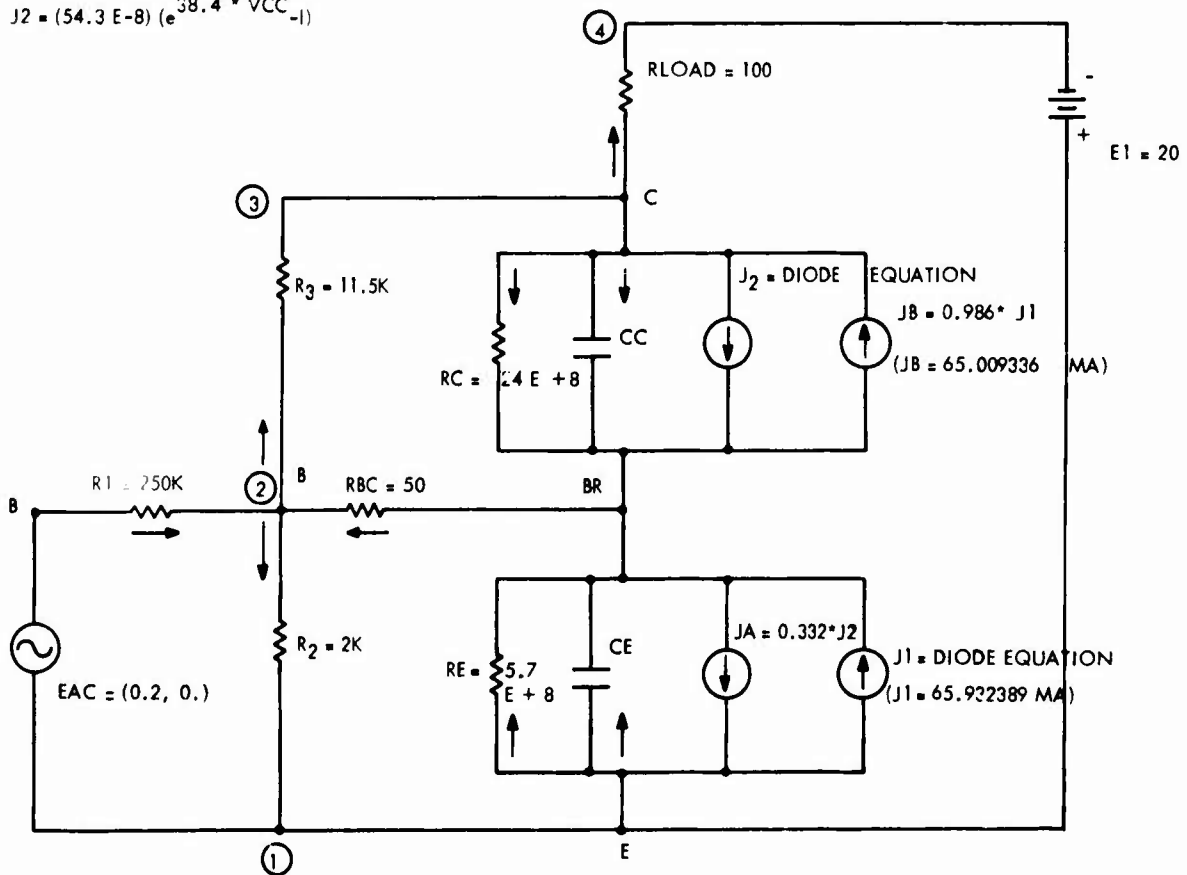 J2 = (54.3 E-8) (e^38.4 * VCC -1)
4
RLOAD = 100
-
+
E1 = 20
3
C
R3 = 11.5K
J2 = DIODE EQUATION
JB = 0.986* J1
(JB = 65.009336 MA)
CC
RC = 24 E +8
R1 = 250K
B
2
B
RBC = 50
BR
R2 = 2K
EAC = (0.2, 0.)
RE = 5.7
E + 8
CE
JA = 0.332*J2
J1 = DIODE EQUATION
(J1 = 65.932389 MA)
1
E